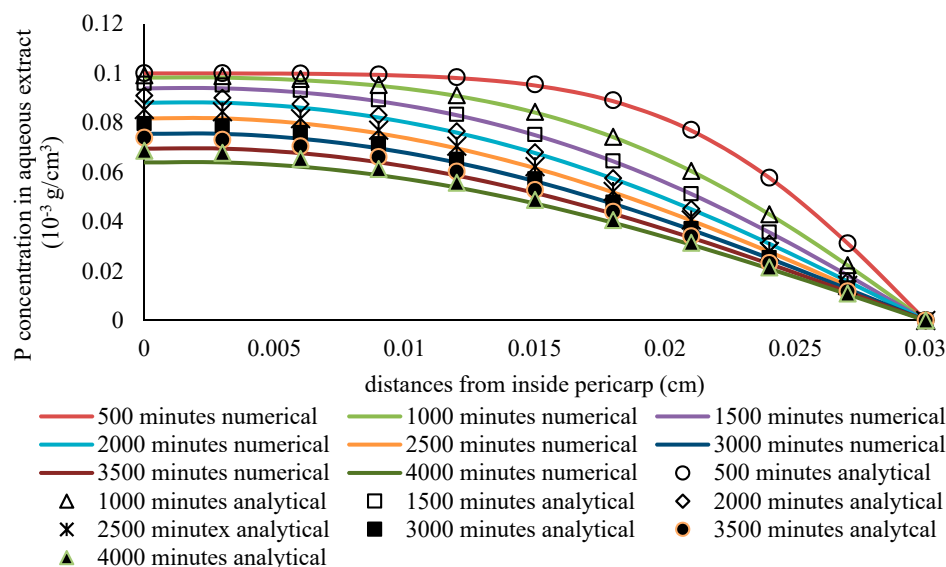 P concentration in aqueous extract
(10⁻³ g/cm³)
0.12
0.1
0.08
0.06
0.04
0.02
0
0 0.005 0.01 0.015 0.02 0.025 0.03
distances from inside pericarp (cm)
500 minutes numerical 1000 minutes numerical 1500 minutes numerical
2000 minutes numerical 2500 minutes numerical 3000 minutes numerical
3500 minutes numerical 4000 minutes numerical 500 minutes analytical
1000 minutes analytical 1500 minutes analytical 2000 minutes analytical
2500 minutex analytical 3000 minutes analytical 3500 minutes analytcal
4000 minutes analytical